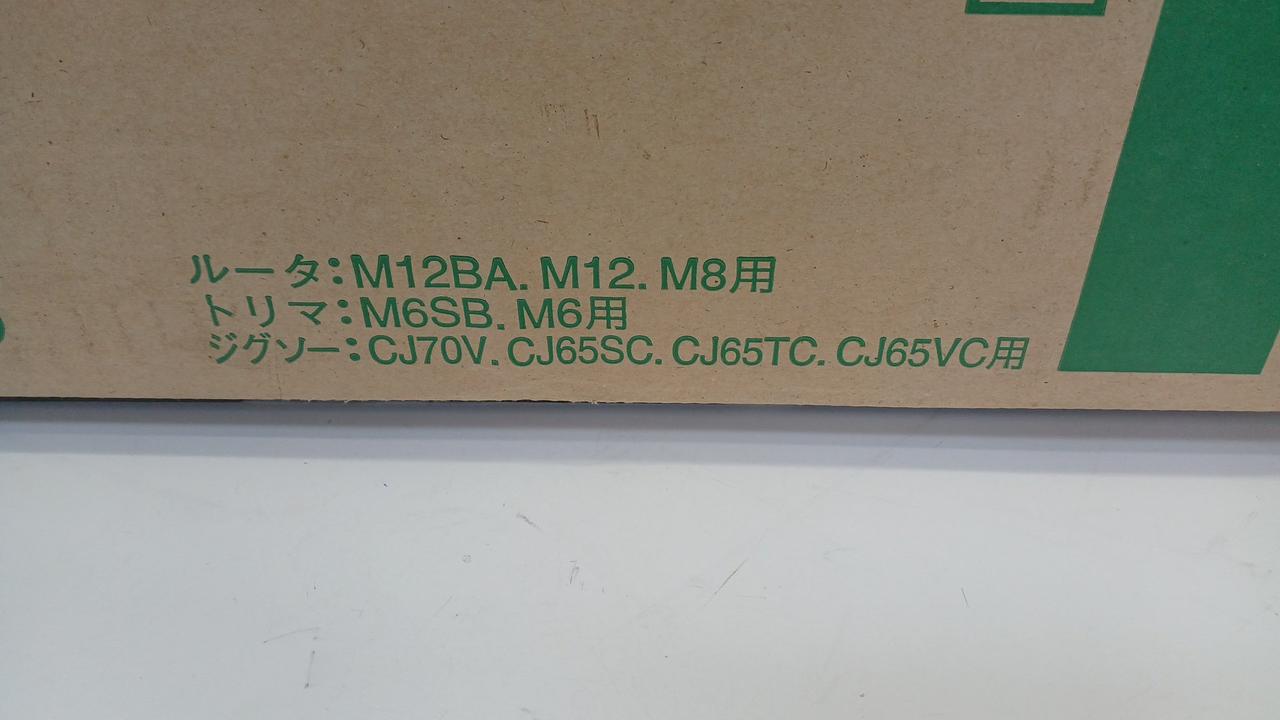 ルータ：M12BA. M12. M8用
トリマ：M6SB. M6用
ジグソー：CJ70V. CJ65SC. CJ65TC. CJ65VC用